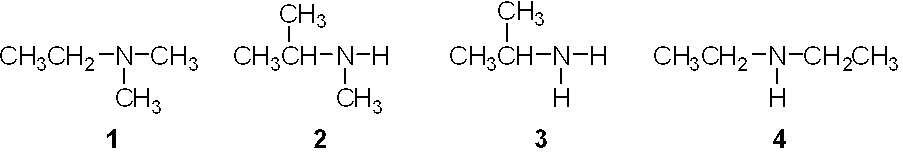 CH₃ CH₃
CH₃CH₂–N–CH₃ CH₃CH–N–H CH₃CH–N–H CH₃CH₂–N–CH₂CH₃
CH₃ CH₃ H H
1 2 3 4